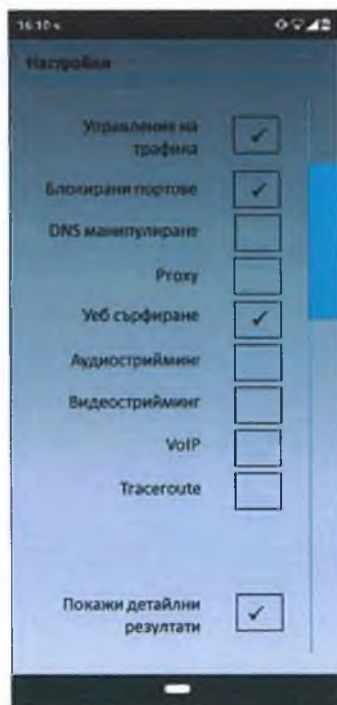 16:10 ч.
Настройки
Управление на
трафика
Блокирани портове
DNS манипулиране
Proxy
Уеб сърфиране
Аудиострийминг
Видеострийминг
VoIP
Traceroute
Покажи детайлни
резултати